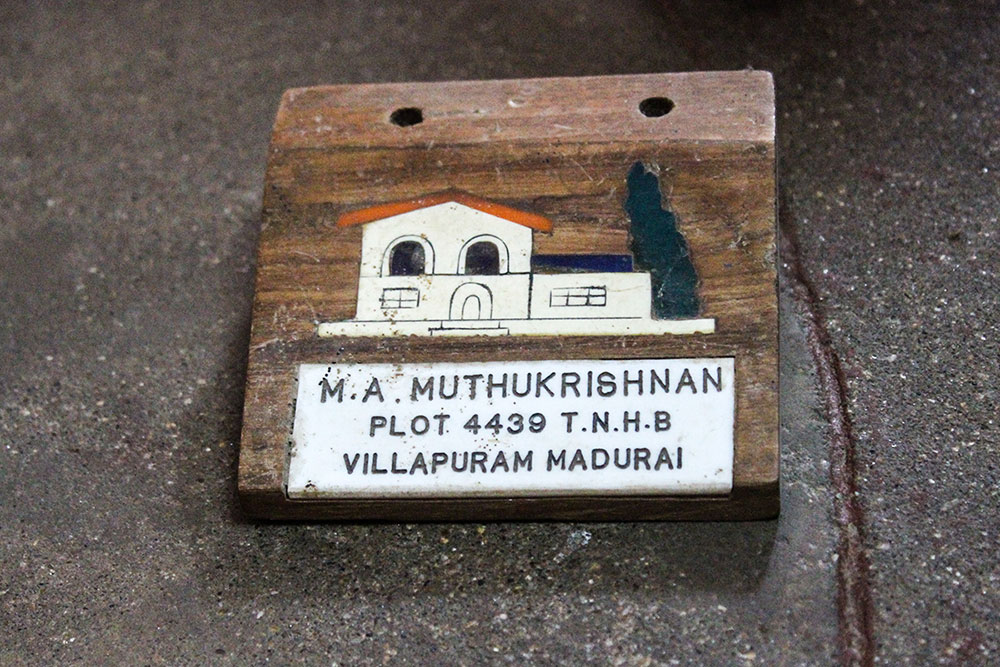 M.A. MUTHUKRISHNAN
PLOT 4439 T.N.H.B
VILLAPURAM MADURAI